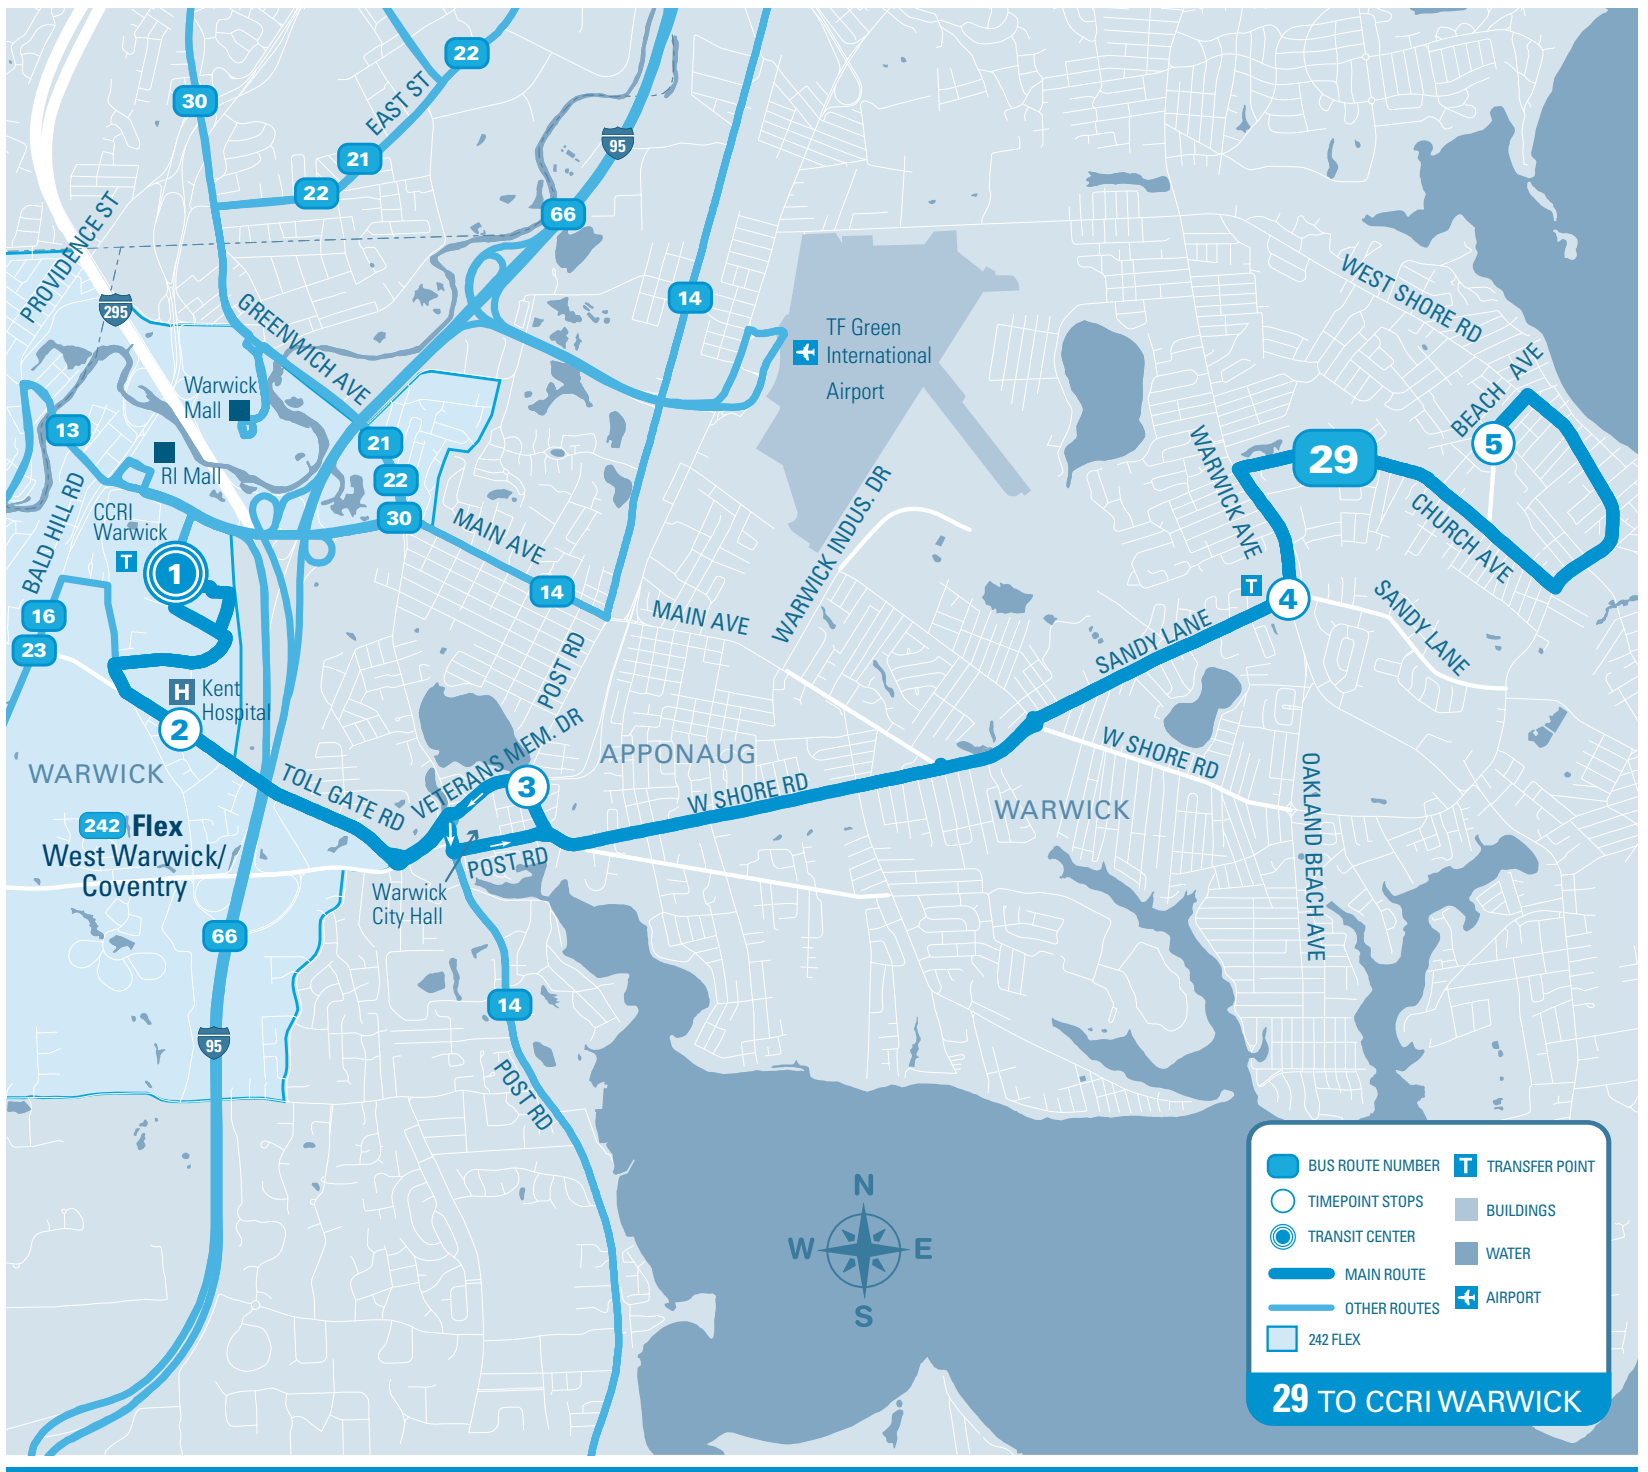 22
30
EAST ST
95
21
22
66
PROVIDENCE ST
295
14
GREENWICH AVE
TF Green
International
Airport
WEST SHORE RD
Warwick
Mall
BEACH AVE
13
21
5
29
RI Mall
22
WARWICK AVE
BALD HILL RD
CCRI
Warwick
30
MAIN AVE
WARWICK INDUS. DR
CHURCH AVE
T
1
14
T
4
16
MAIN AVE
SANDY LANE
SANDY LANE
23
POST RD
H
Kent
Hospital
2
W SHORE RD
APPONAUG
WARWICK
TOLL GATE RD
VETERANS MEM. DR
3
W SHORE RD
WARWICK
OAKLAND BEACH AVE
242 Flex
West Warwick/
Coventry
POST RD
Warwick
City Hall
66
14
95
POST RD
N
W
E
S
BUS ROUTE NUMBER
TIMEPOINT STOPS
TRANSIT CENTER
MAIN ROUTE
OTHER ROUTES
242 FLEX
T TRANSFER POINT
BUILDINGS
WATER
AIRPORT
29 TO CCRI WARWICK